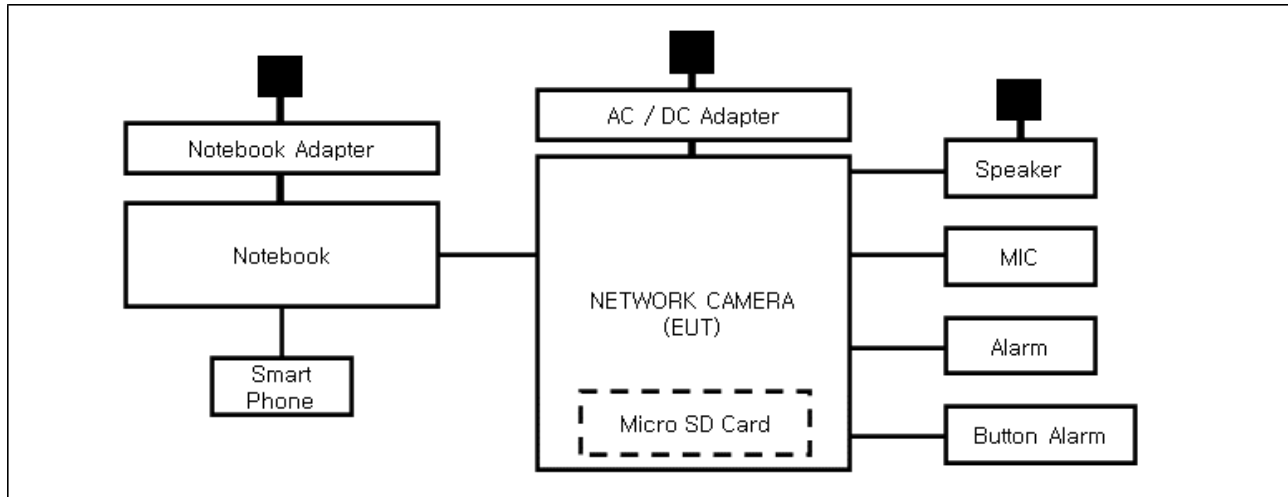 AC / DC Adapter
Notebook Adapter
Speaker
Notebook
MIC
NETWORK CAMERA
(EUT)
Alarm
Smart
Phone
Micro SD Card
Button Alarm